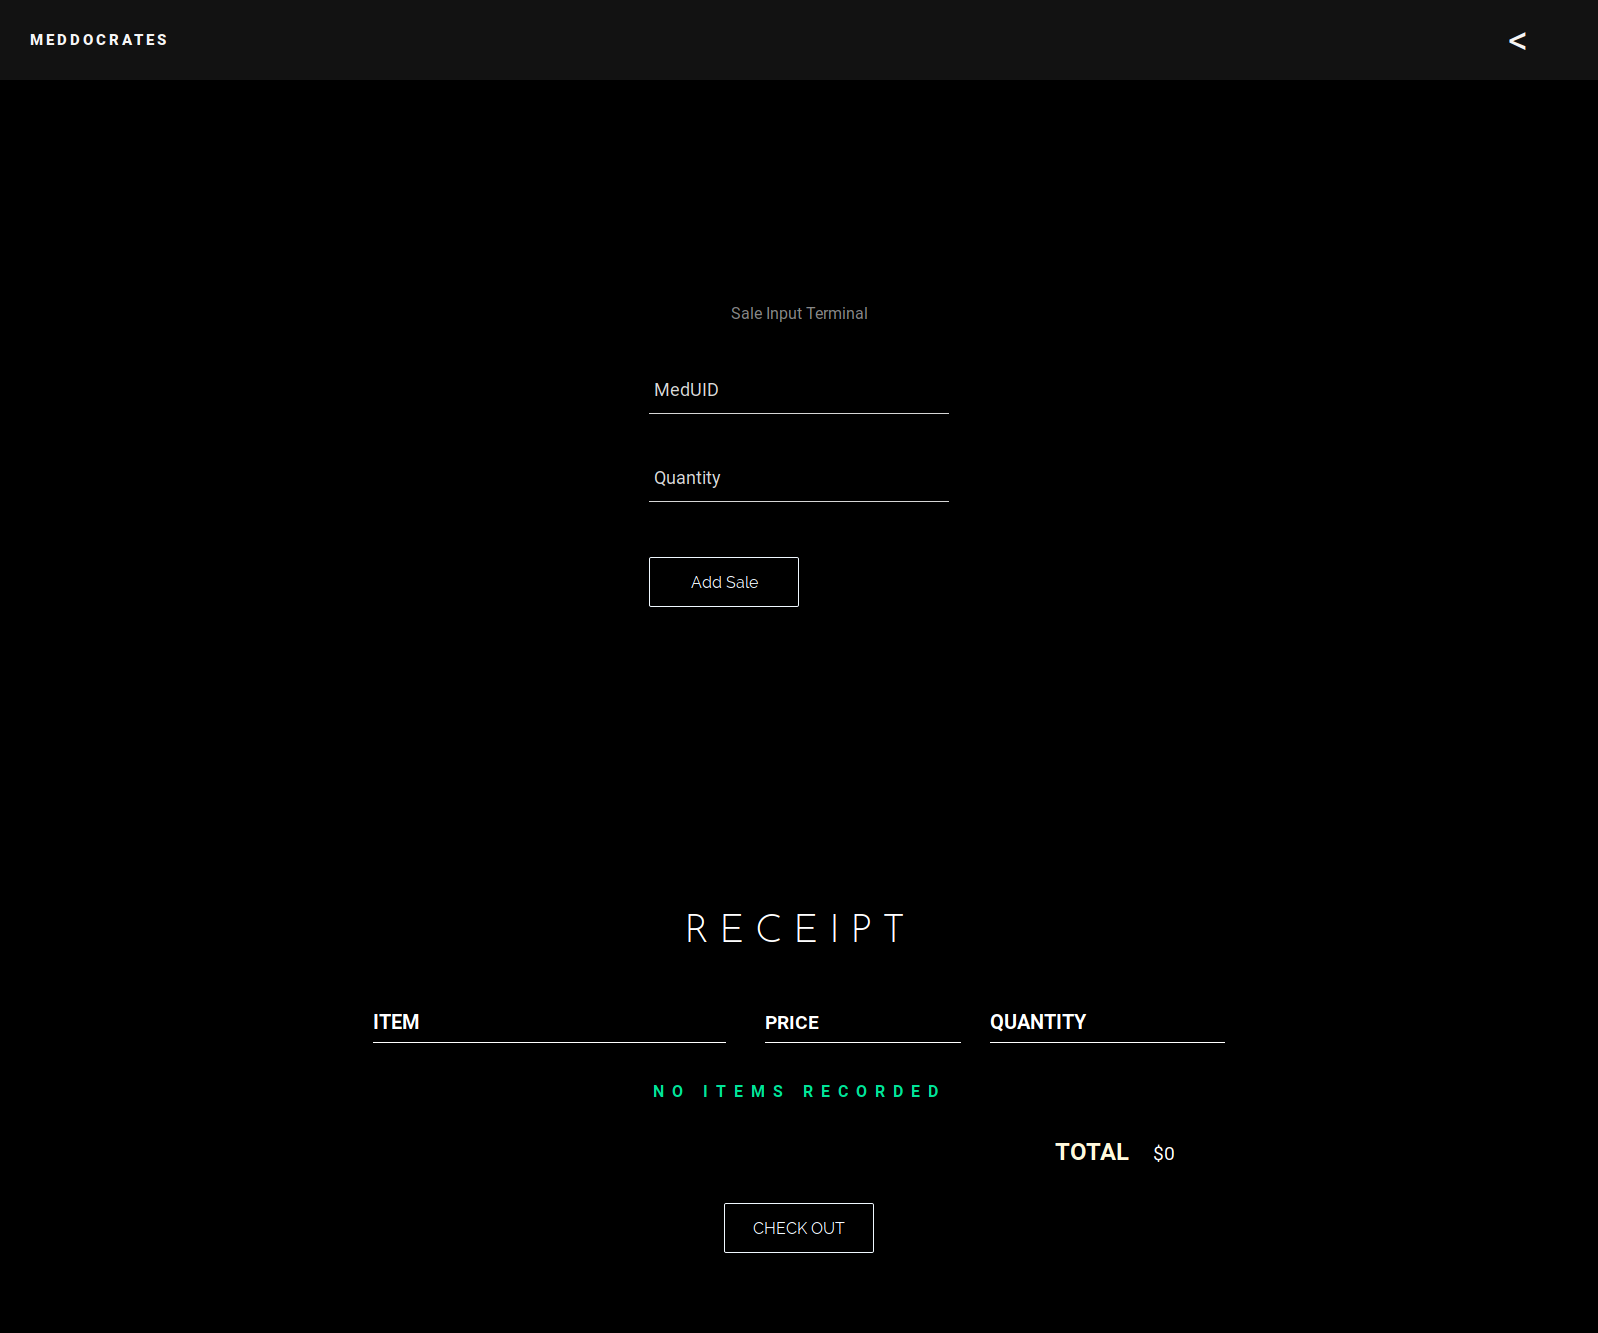 MEDDOCRATES <
Sale Input Terminal
MedUID
Quantity
Add Sale
RECEIPT
ITEM PRICE QUANTITY
NO ITEMS RECORDED
TOTAL $0
CHECK OUT